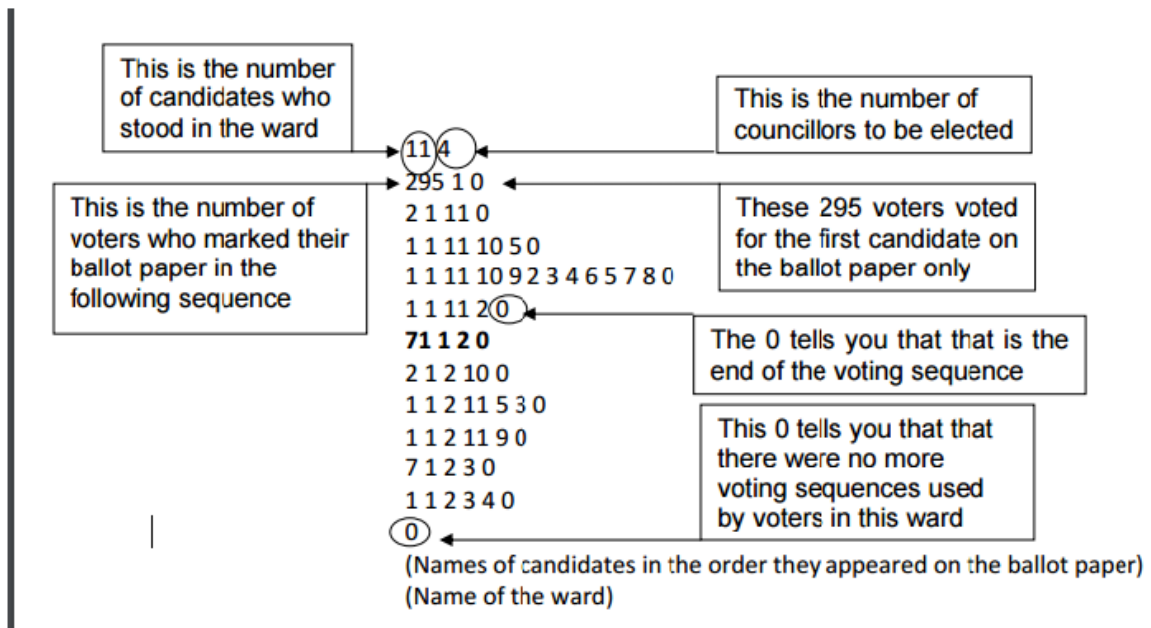 This is the number
of candidates who
stood in the ward
This is the number of
councillors to be elected
11 4
295 1 0
This is the number of
voters who marked their
ballot paper in the
following sequence
These 295 voters voted
for the first candidate on
the ballot paper only
2 1 11 0
1 1 11 10 5 0
1 1 11 10 9 2 3 4 6 5 7 8 0
1 1 11 2 0
The 0 tells you that that is the
end of the voting sequence
71 1 2 0
2 1 2 10 0
1 1 2 11 5 3 0
1 1 2 11 9 0
7 1 2 3 0
1 1 2 3 4 0
This 0 tells you that that
there were no more
voting sequences used
by voters in this ward
0
(Names of candidates in the order they appeared on the ballot paper)
(Name of the ward)